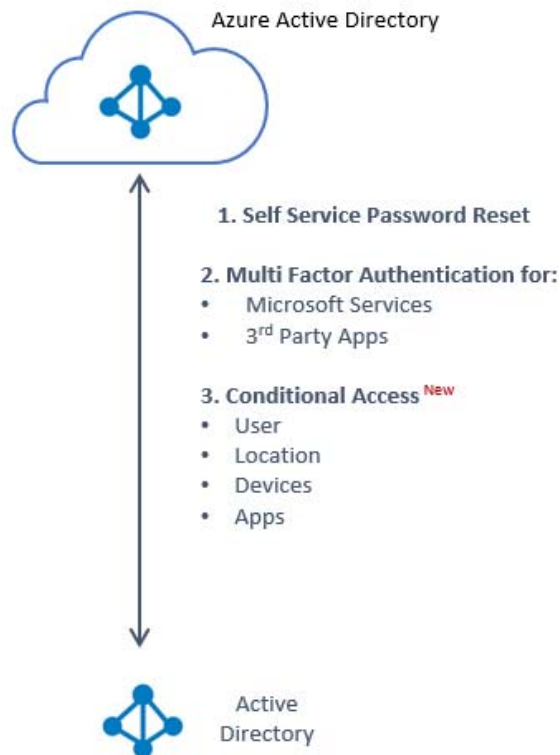 Azure Active Directory
1. Self Service Password Reset
2. Multi Factor Authentication for:
• Microsoft Services
• 3rd Party Apps
3. Conditional Access New
• User
• Location
• Devices
• Apps
Active
Directory